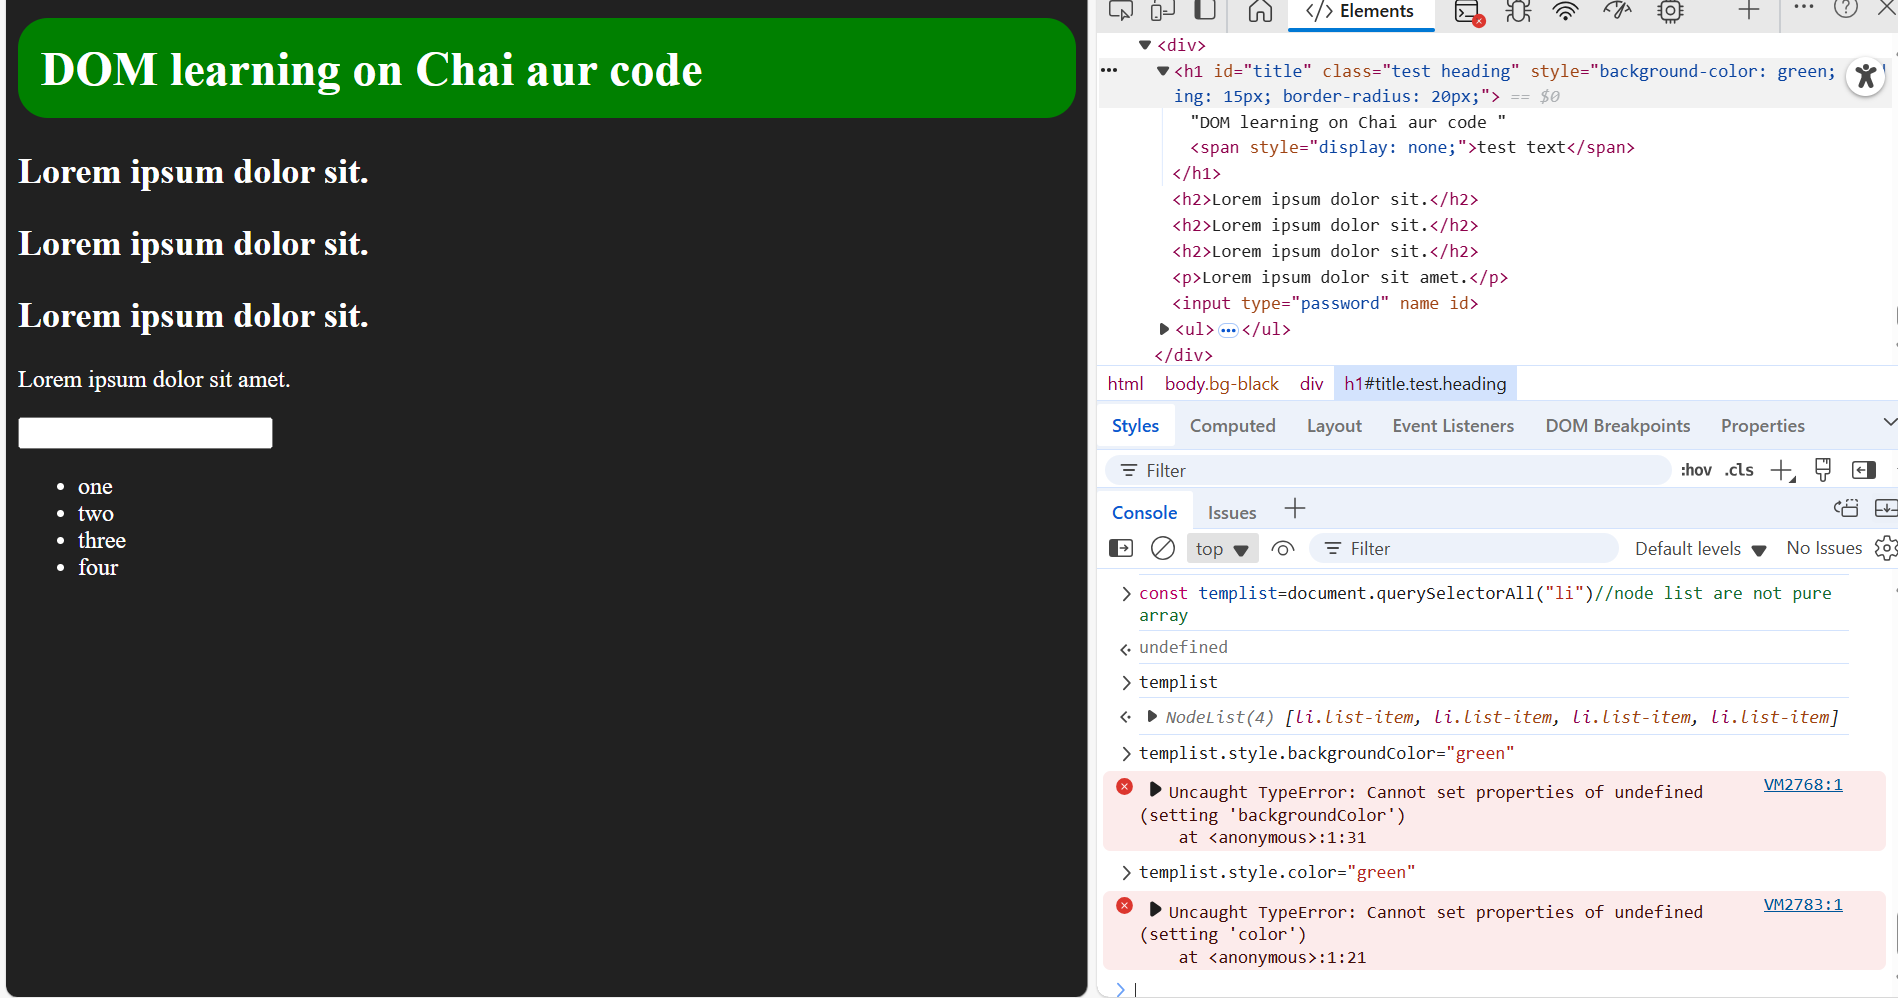 DOM learning on Chai aur code
Lorem ipsum dolor sit.
Lorem ipsum dolor sit.
Lorem ipsum dolor sit.
Lorem ipsum dolor sit amet.
one
two
three
four
</> Elements
<div>
<h1 id="title" class="test heading" style="background-color: green;
ing: 15px; border-radius: 20px;"> == $0
"DOM learning on Chai aur code "
<span style="display: none;">test text</span>
</h1>
<h2>Lorem ipsum dolor sit.</h2>
<h2>Lorem ipsum dolor sit.</h2>
<h2>Lorem ipsum dolor sit.</h2>
<p>Lorem ipsum dolor sit amet.</p>
<input type="password" name id>
<ul>…</ul>
</div>
html body.bg-black div h1#title.test.heading
Styles Computed Layout Event Listeners DOM Breakpoints Properties
Filter :hov .cls
Console Issues
top Filter Default levels No Issues
const templist=document.querySelectorAll("li")//node list are not pure
array
undefined
templist
NodeList(4) [li.list-item, li.list-item, li.list-item, li.list-item]
templist.style.backgroundColor="green"
Uncaught TypeError: Cannot set properties of undefined VM2768:1
(setting 'backgroundColor')
at <anonymous>:1:31
templist.style.color="green"
Uncaught TypeError: Cannot set properties of undefined VM2783:1
(setting 'color')
at <anonymous>:1:21